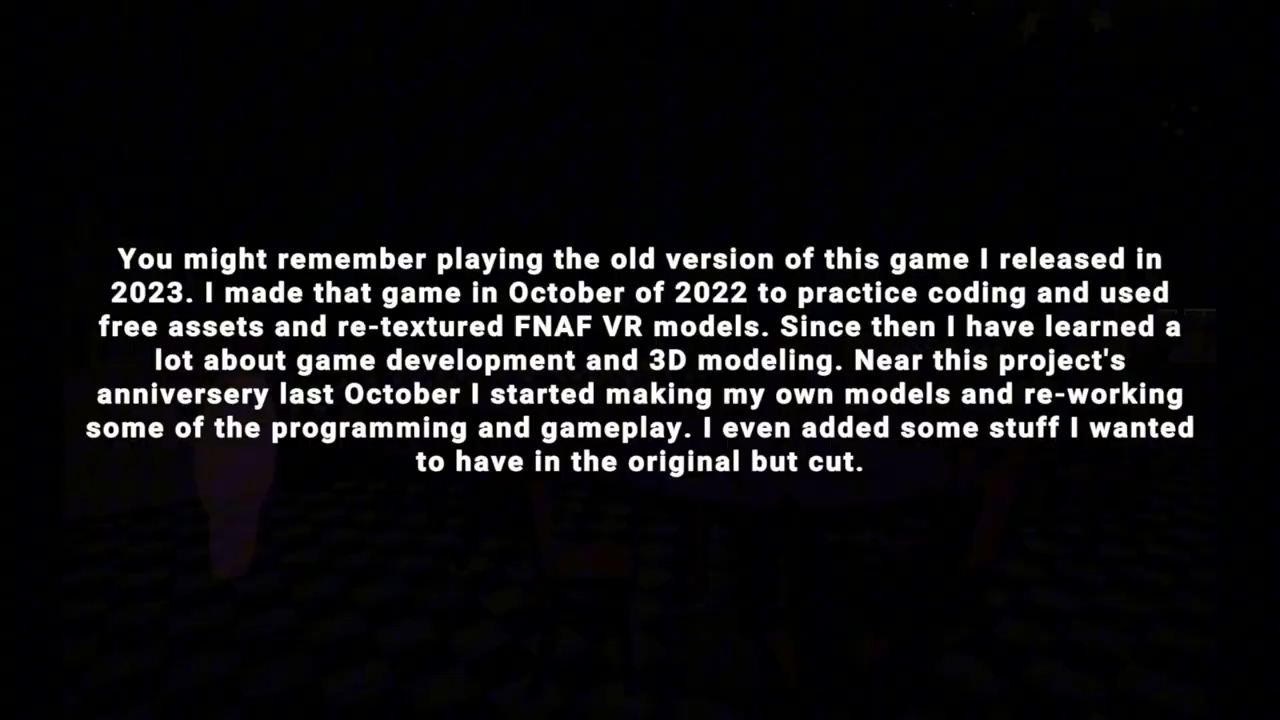 You might remember playing the old version of this game I released in
2023. I made that game in October of 2022 to practice coding and used
free assets and re-textured FNAF VR models. Since then I have learned a
lot about game development and 3D modeling. Near this project's
anniversery last October I started making my own models and re-working
some of the programming and gameplay. I even added some stuff I wanted
to have in the original but cut.